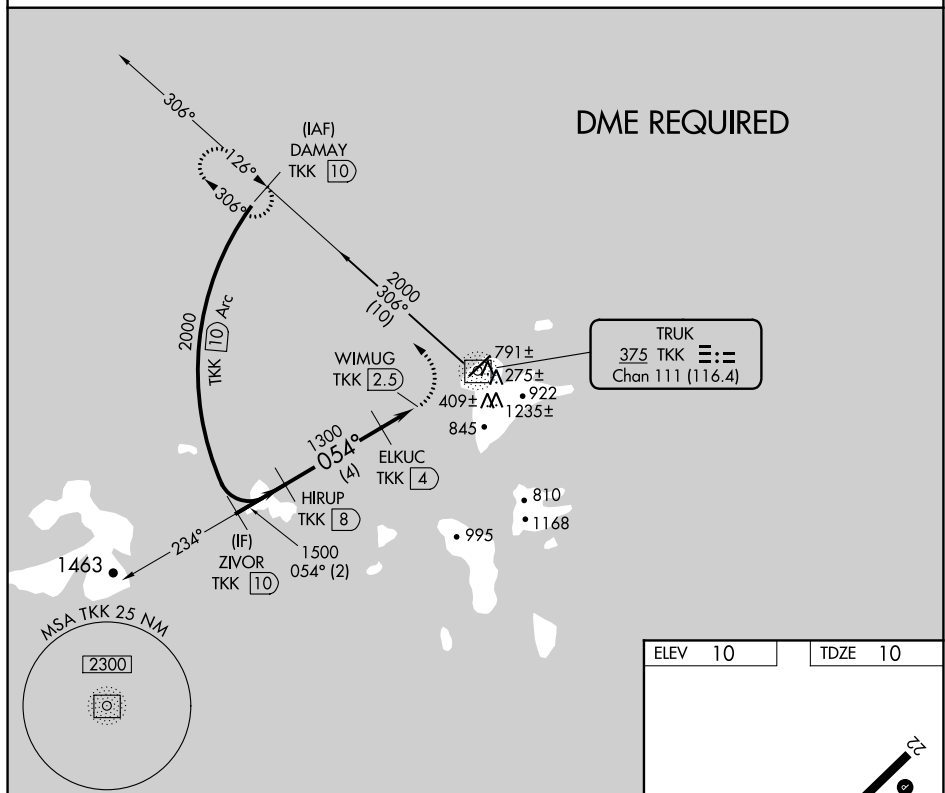 DME REQUIRED
306°
(IAF)
DAMAY
TKK 10
126°
306°
2000
306°
(10)
2000
TKK 10 Arc
TRUK
375 TKK
Chan 111 (116.4)
WIMUG
TKK 2.5
791±
275±
409±
922
1235±
845
1300
054°
(4)
ELKUC
TKK 4
HIRUP
TKK 8
810
1168
995
234°
(IF)
ZIVOR
TKK 10
1500
054° (2)
1463
MSA TKK 25 NM
2300
ELEV 10
TDZE 10
22
P